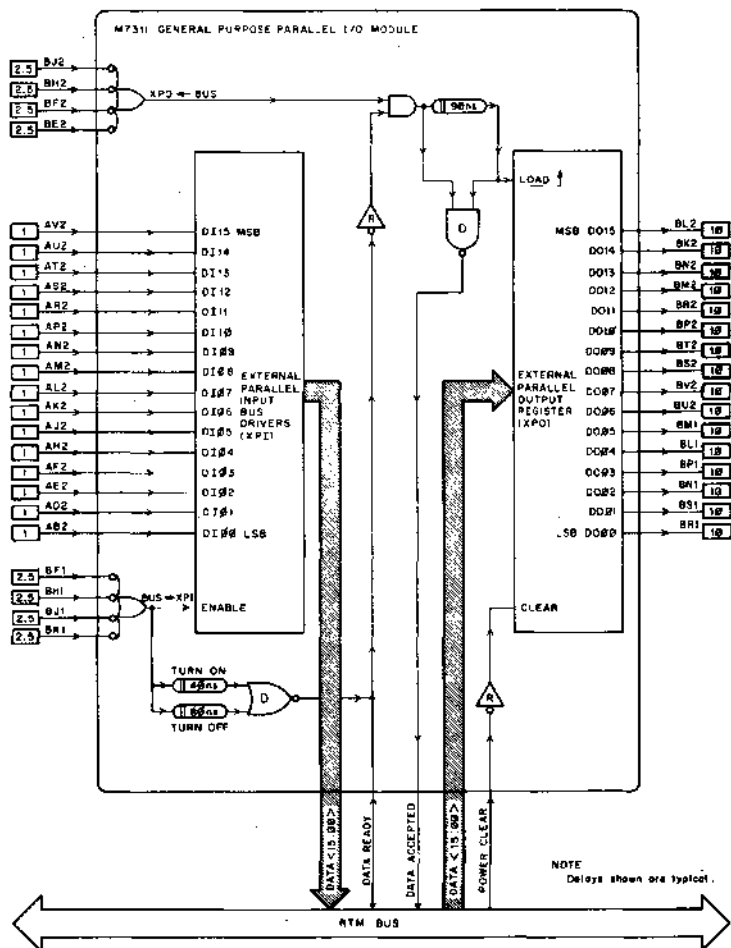 M7311 GENERAL PURPOSE PARALLEL I/O MODULE
2.5 BJ2
2.5 BH2
2.5 BF2
2.5 BE2
XPO ← BUS
90ns
LOAD
D
R
1 AV2 DI15 MSB
1 AU2 DI14
1 AT2 DI13
1 AS2 DI12
1 AR2 DI11
1 AP2 DI10
1 AN2 DI09
1 AM2 DI08
1 AL2 DI07
1 AK2 DI06
1 AJ2 DI05
1 AH2 DI04
1 AF2 DI03
1 AE2 DI02
1 AD2 DI01
1 AB2 DI00 LSB
EXTERNAL
PARALLEL
INPUT
BUS
DRIVERS
(XPI)
EXTERNAL
PARALLEL
OUTPUT
REGISTER
(XPO)
MSB DO15 BL2 10
DO14 BK2 10
DO13 BN2 10
DO12 BM2 10
DO11 BR2 10
DO10 BP2 10
DO09 BT2 10
DO08 BS2 10
DO07 BV2 10
DO06 BU2 10
DO05 BM1 10
DO04 BL1 10
DO03 BP1 10
DO02 BN1 10
DO01 BS1 10
LSB DO00 BR1 10
2.5 BF1
2.5 BH1
2.5 BJ1
2.5
BUS ← XPI
ENABLE
CLEAR
TURN ON
40ns
80ns
TURN OFF
D
R
DATA <15:00>
DATA READY
DATA ACCEPTED
DATA <15:00>
POWER CLEAR
NOTE
Delays shown are typical.
RTM BUS